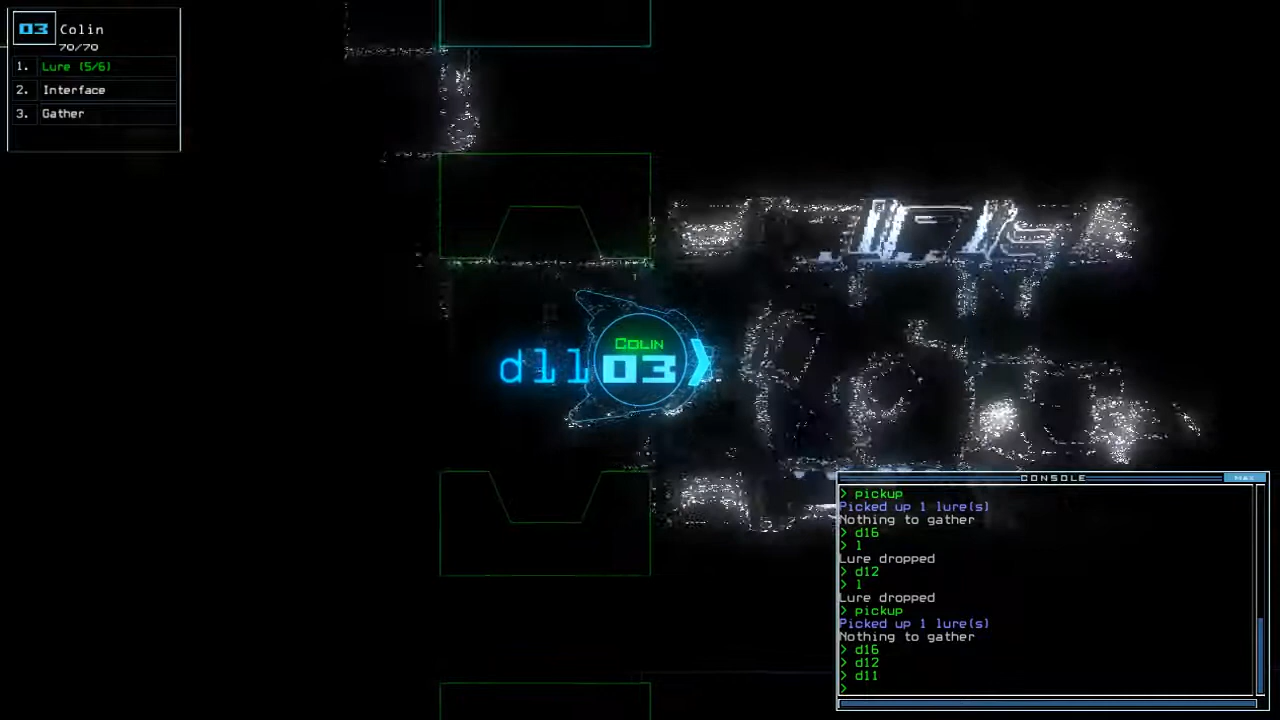 03 Colin
70/70
1. Lure (5/6)
2. Interface
3. Gather
Colin
d11 03
CONSOLE
MAX
> pickup
Picked up 1 lure(s)
Nothing to gather
> d16
> l
Lure dropped
> d12
> l
Lure dropped
> pickup
Picked up 1 lure(s)
Nothing to gather
> d16
> d12
> d11
>